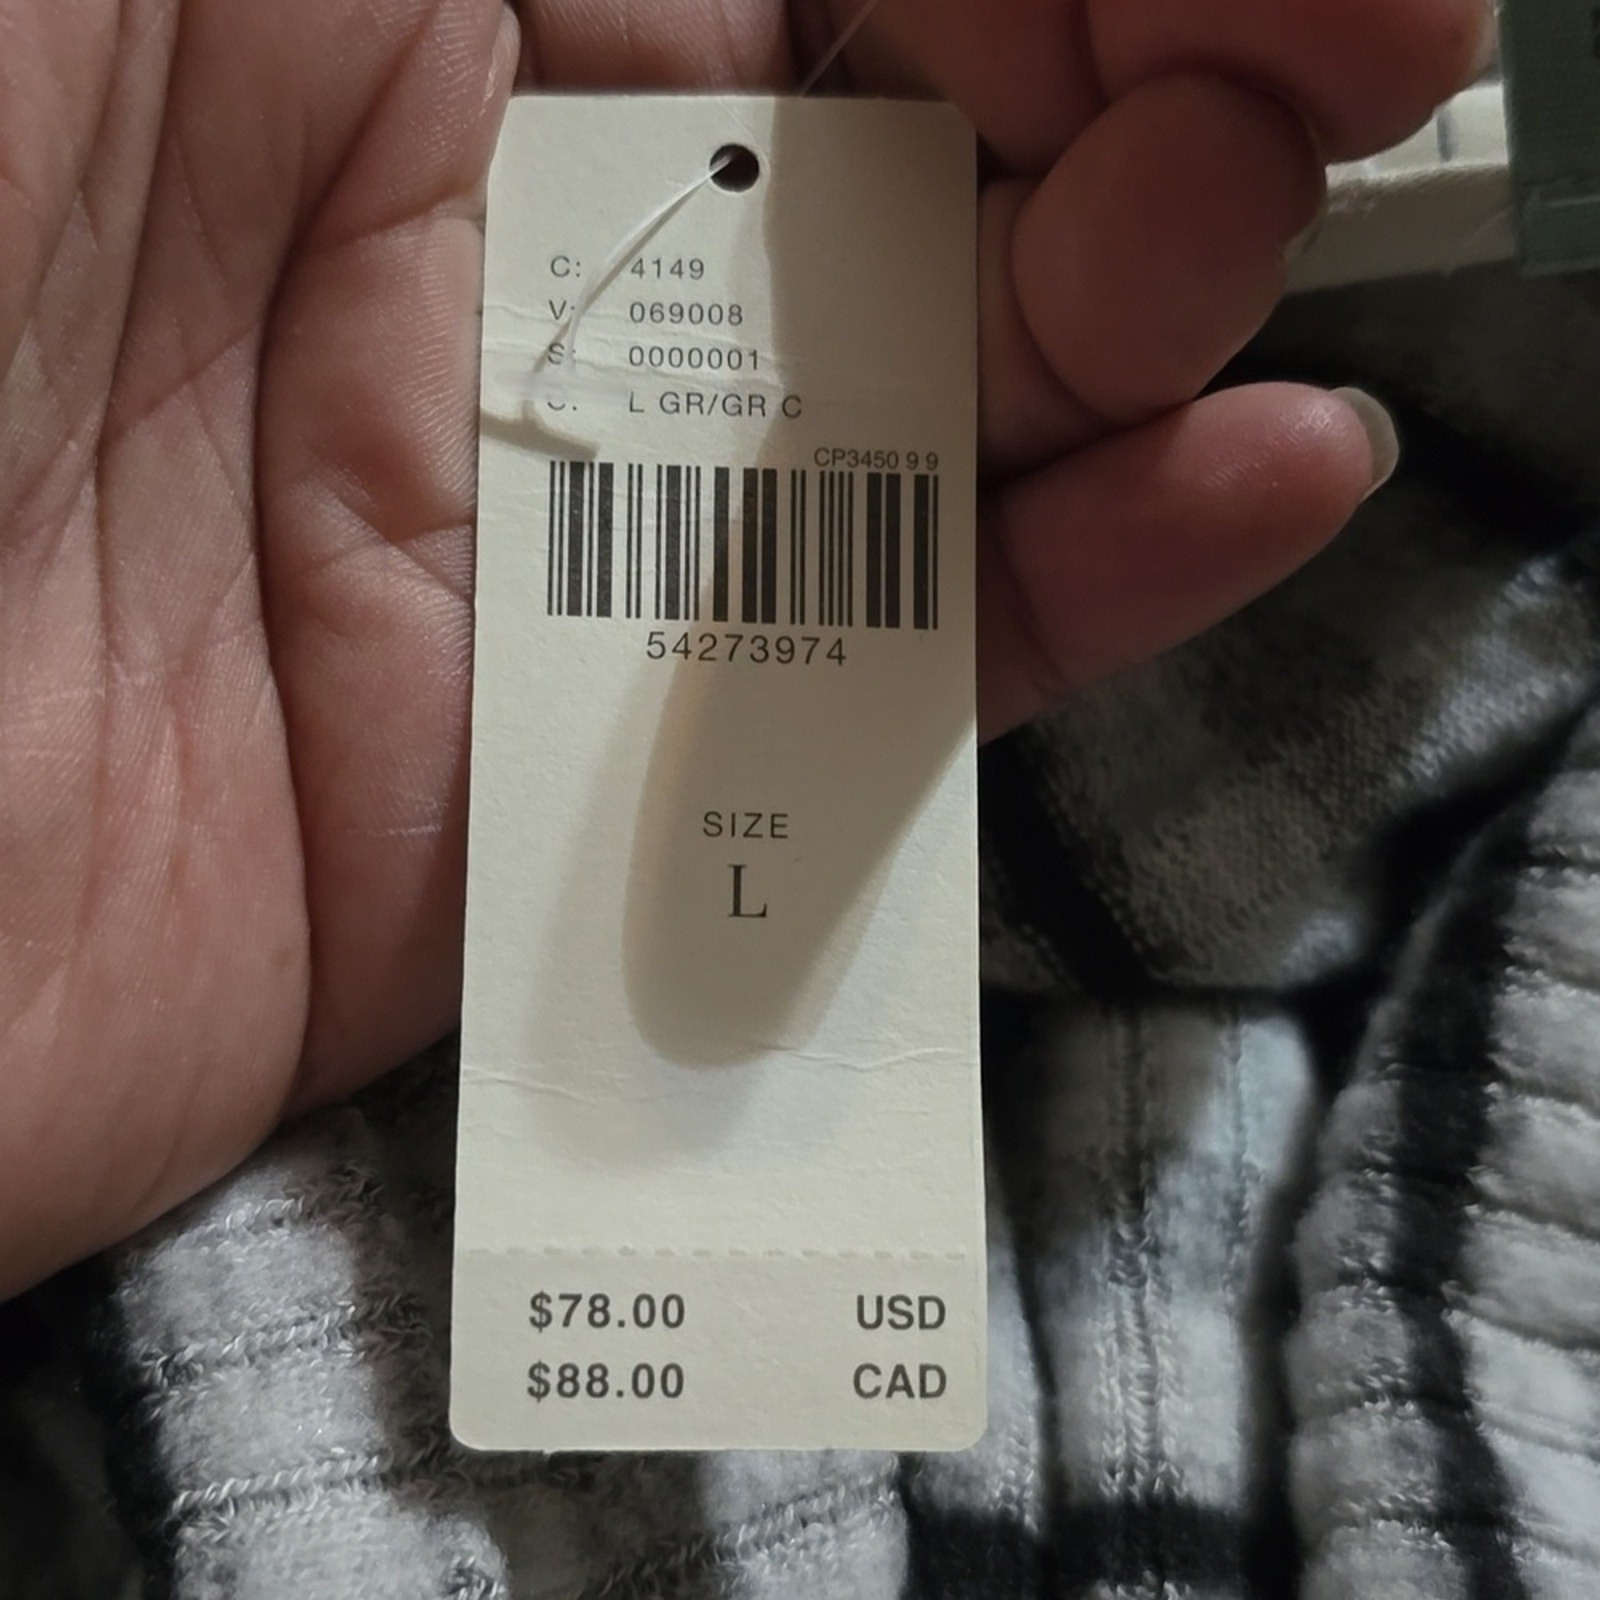 C: 4149
V: 069008
S: 0000001
L GR/GR C
CP3450 9 9
54273974
SIZE
L
$78.00 USD
$88.00 CAD